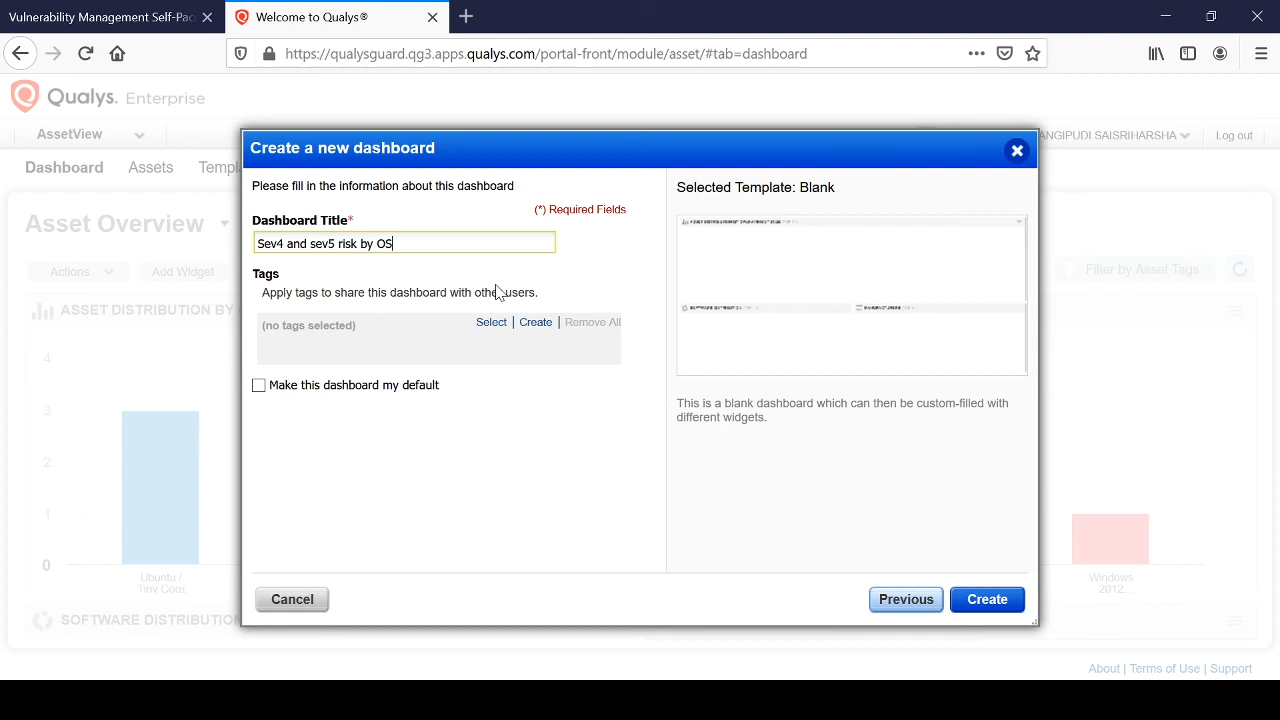 Vulnerability Management Self-Pac
Welcome to Qualys®
https://qualysguard.qg3.apps.qualys.com/portal-front/module/asset/#tab=dashboard
Qualys. Enterprise
AssetView
ANGIPUDI SAISRIHARSHA
Log out
Dashboard Assets Templ
Asset Overview
Actions Add Widget
Filter by Asset Tags
ASSET DISTRIBUTION BY
4
3
2
1
0
Ubuntu /
Tiny Core.
Windows
2012...
SOFTWARE DISTRIBUTION
Create a new dashboard
Please fill in the information about this dashboard
(*) Required Fields
Dashboard Title*
Sev4 and sev5 risk by OS
Tags
Apply tags to share this dashboard with other users.
(no tags selected)
Select | Create | Remove All
Make this dashboard my default
Selected Template: Blank
This is a blank dashboard which can then be custom-filled with
different widgets.
Cancel
Previous
Create
About | Terms of Use | Support